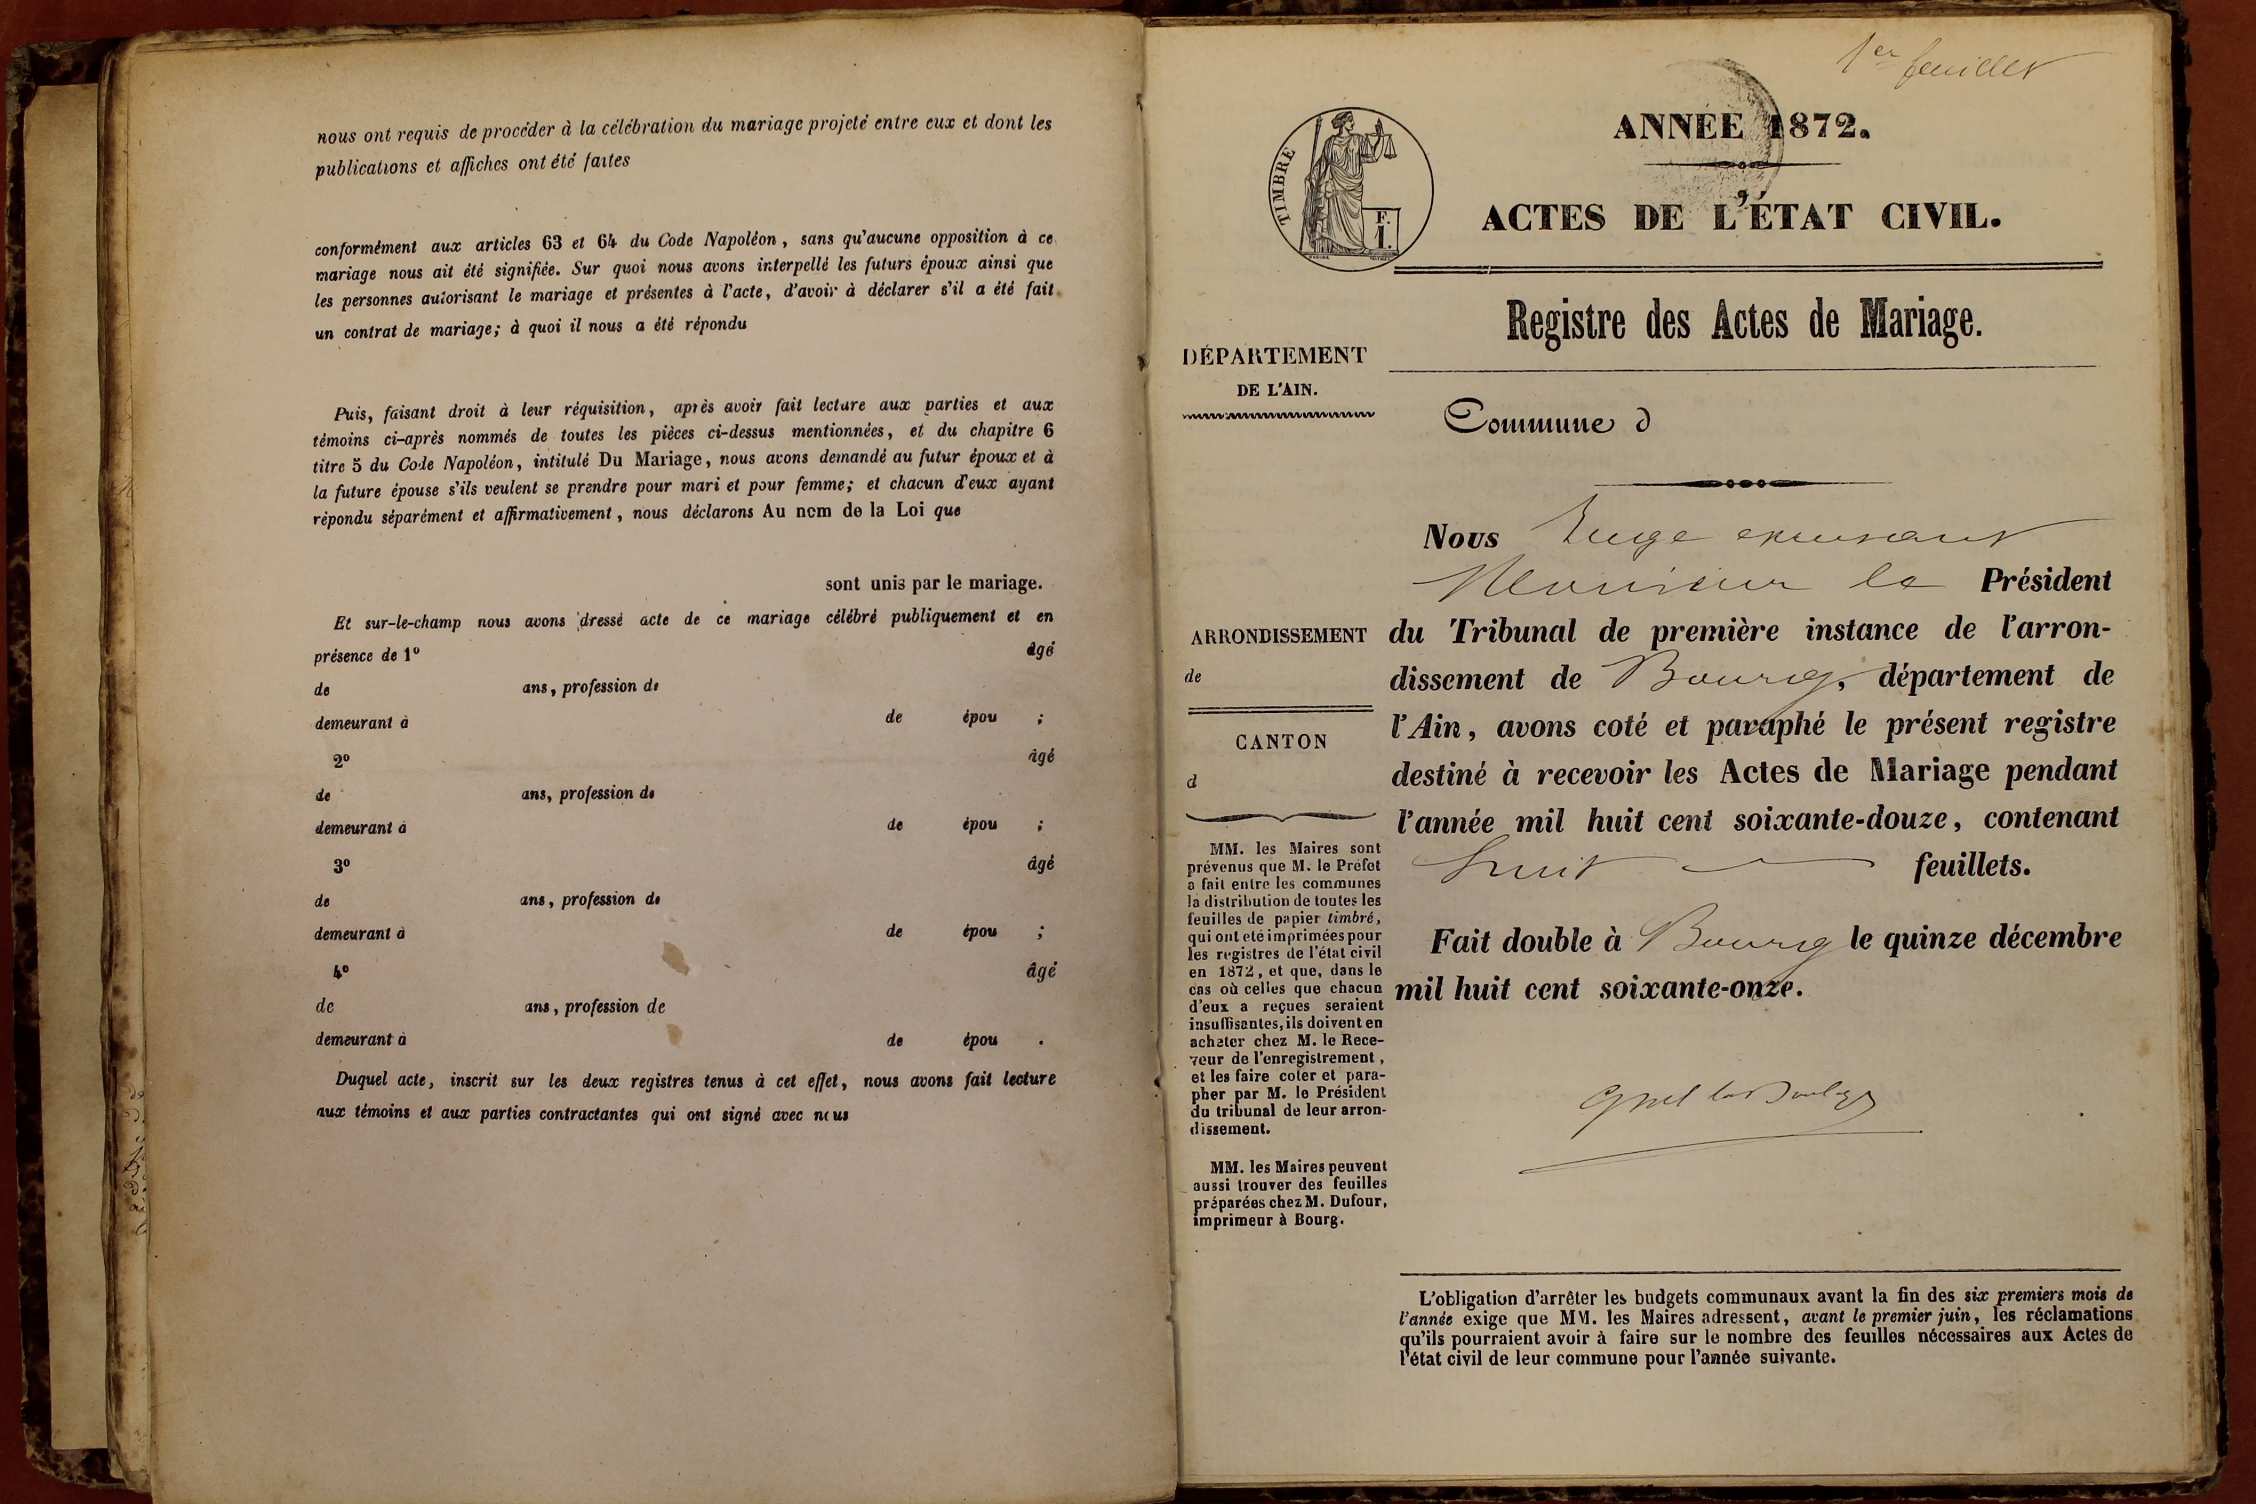 nous ont requis de procéder à la célébration du mariage projeté entre eux et dont les
publications et affiches ont été faites
conformément aux articles 63 et 64 du Code Napoléon, sans qu'aucune opposition à ce
mariage nous ait été signifiée. Sur quoi nous avons interpellé les futurs époux ainsi que
les personnes autorisant le mariage et présentes à l'acte, d'avoir à déclarer s'il a été fait
un contrat de mariage; à quoi il nous a été répondu
Puis, faisant droit à leur réquisition, après avoir fait lecture aux parties et aux
témoins ci-après nommés de toutes les pièces ci-dessus mentionnées, et du chapitre 6
titre 5 du Code Napoléon, intitulé Du Mariage, nous avons demandé au futur époux et à
la future épouse s'ils veulent se prendre pour mari et pour femme; et chacun d'eux ayant
répondu séparément et affirmativement, nous déclarons Au nom de la Loi que
sont unis par le mariage.
Et sur-le-champ nous avons dressé acte de ce mariage célébré publiquement et en
présence de 1º âgé
de ans, profession de
demeurant à de épou ;
2º âgé
de ans, profession de
demeurant à de épou ;
3º âgé
de ans, profession de
demeurant à de épou ;
4º âgé
de ans, profession de
demeurant à de épou .
Duquel acte, inscrit sur les deux registres tenus à cet effet, nous avons fait lecture
aux témoins et aux parties contractantes qui ont signé avec nous
1er feuillet
TIMBRE
F.
1.
ANNÉE 1872.
ACTES DE L'ÉTAT CIVIL.
Registre des Actes de Mariage.
DÉPARTEMENT
DE L'AIN.
Commune d
ARRONDISSEMENT
de
CANTON
d
MM. les Maires sont
prévenus que M. le Préfet
a fait entre les communes
la distribution de toutes les
feuilles de papier timbré,
qui ont été imprimées pour
les registres de l'état civil
en 1872, et que, dans le
cas où celles que chacun
d'eux a reçues seraient
insuffisantes, ils doivent en
acheter chez M. le Rece-
veur de l'enregistrement,
et les faire coter et para-
pher par M. le Président
du tribunal de leur arron-
dissement.
MM. les Maires peuvent
aussi trouver des feuilles
préparées chez M. Dufour,
imprimeur à Bourg.
Nous Juge
Monsieur le Président
du Tribunal de première instance de l'arron-
dissement de Bourg, département de
l'Ain, avons coté et paraphé le présent registre
destiné à recevoir les Actes de Mariage pendant
l'année mil huit cent soixante-douze, contenant
huit feuillets.
Fait double à Bourg le quinze décembre
mil huit cent soixante-onze.
L'obligation d'arrêter les budgets communaux avant la fin des six premiers mois de
l'année exige que MM. les Maires adressent, avant le premier juin, les réclamations
qu'ils pourraient avoir à faire sur le nombre des feuilles nécessaires aux Actes de
l'état civil de leur commune pour l'année suivante.